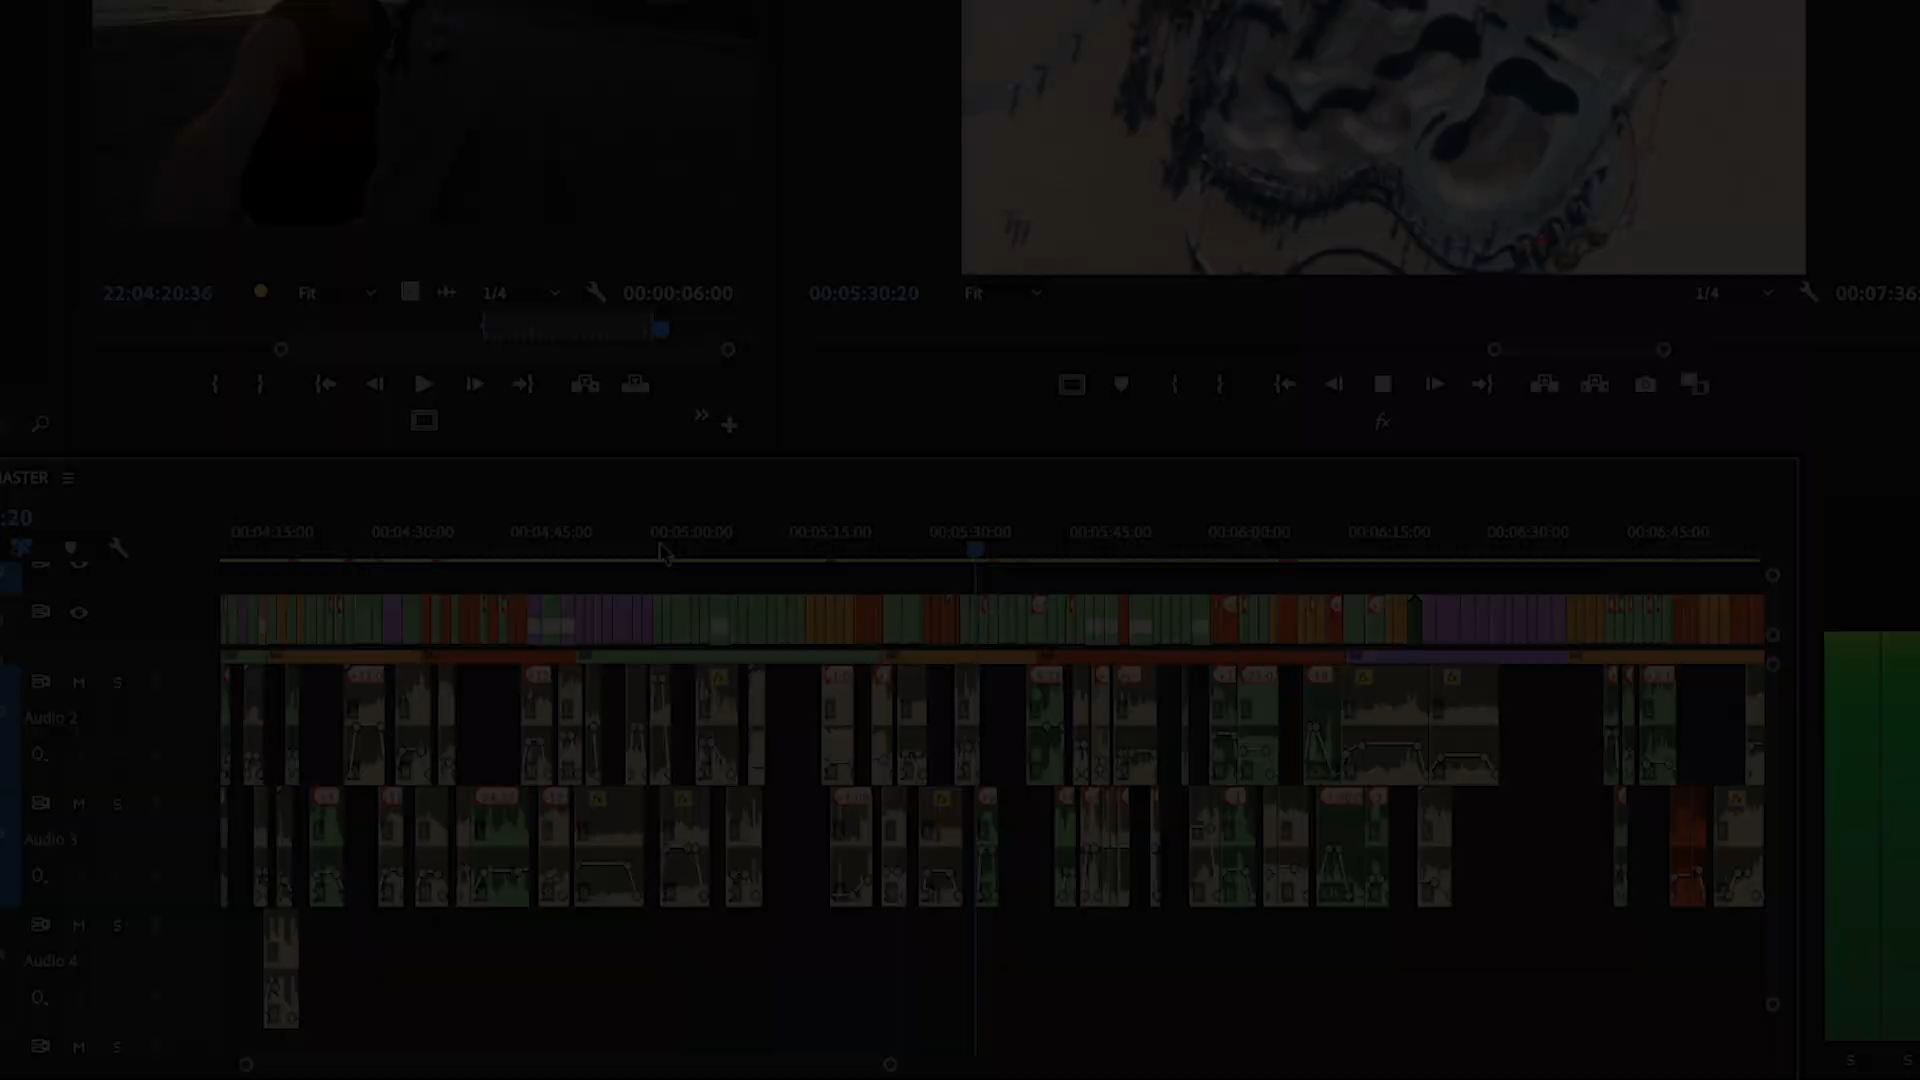 22:04:20:36 Fit 1/4 00:00:06:00 00:05:30:20 Fit 1/4 00:07:36
fx
ASTER
:20
00:04:15:00 00:04:30:00 00:04:45:00 00:05:00:00 00:05:15:00 00:05:30:00 00:05:45:00 00:06:00:00 00:06:15:00 00:06:30:00 00:06:45:00
M S
Audio 2
M S
Audio 3
M S
Audio 4
M S
S S